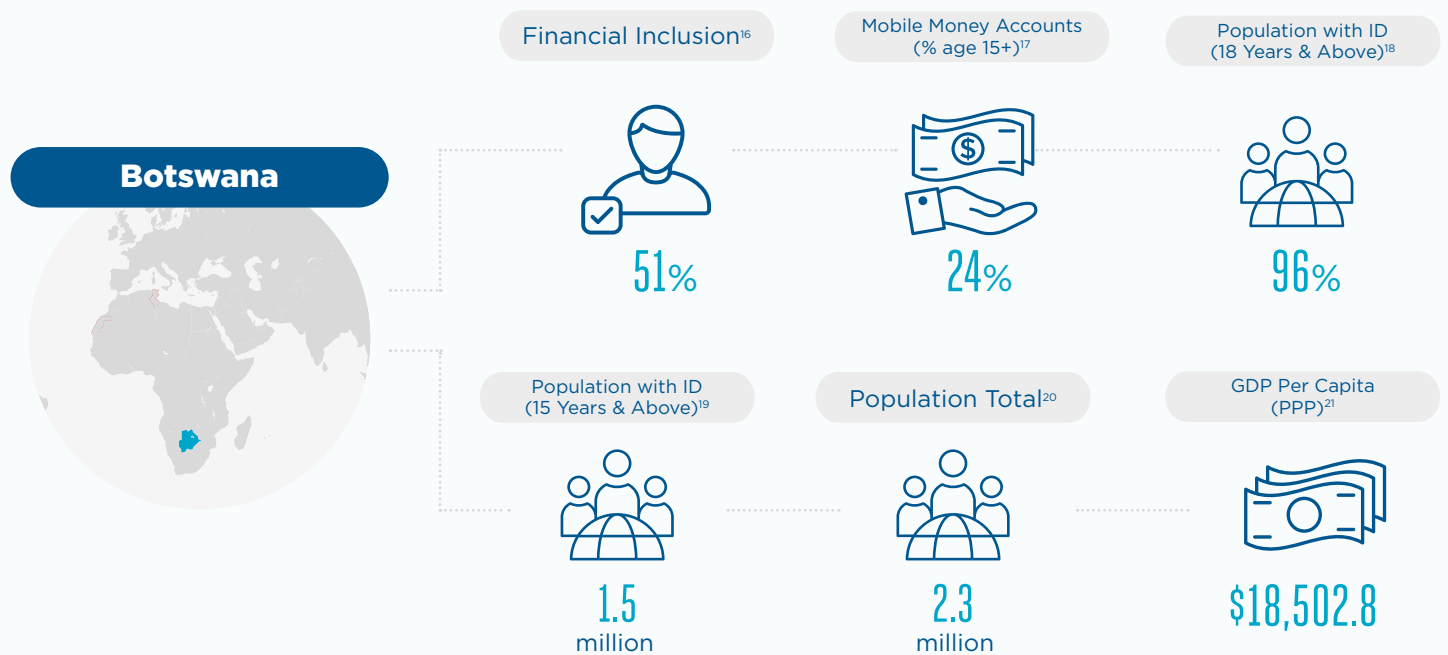 Botswana
Financial Inclusion¹⁶
51%
Mobile Money Accounts
(% age 15+)¹⁷
$
24%
Population with ID
(18 Years & Above)¹⁸
96%
Population with ID
(15 Years & Above)¹⁹
1.5
million
Population Total²⁰
2.3
million
GDP Per Capita
(PPP)²¹
$18,502.8